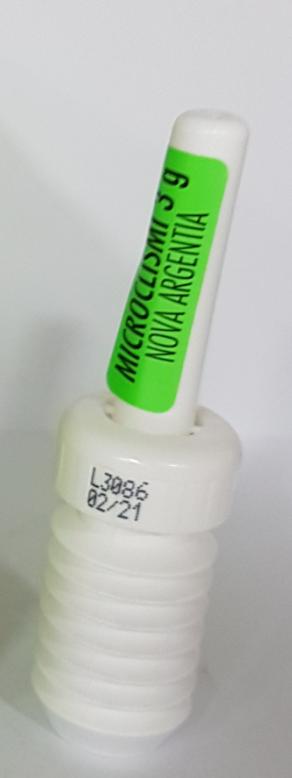 MICROCLISMI 3 g
NOVA ARGENTIA
L3086
02/21